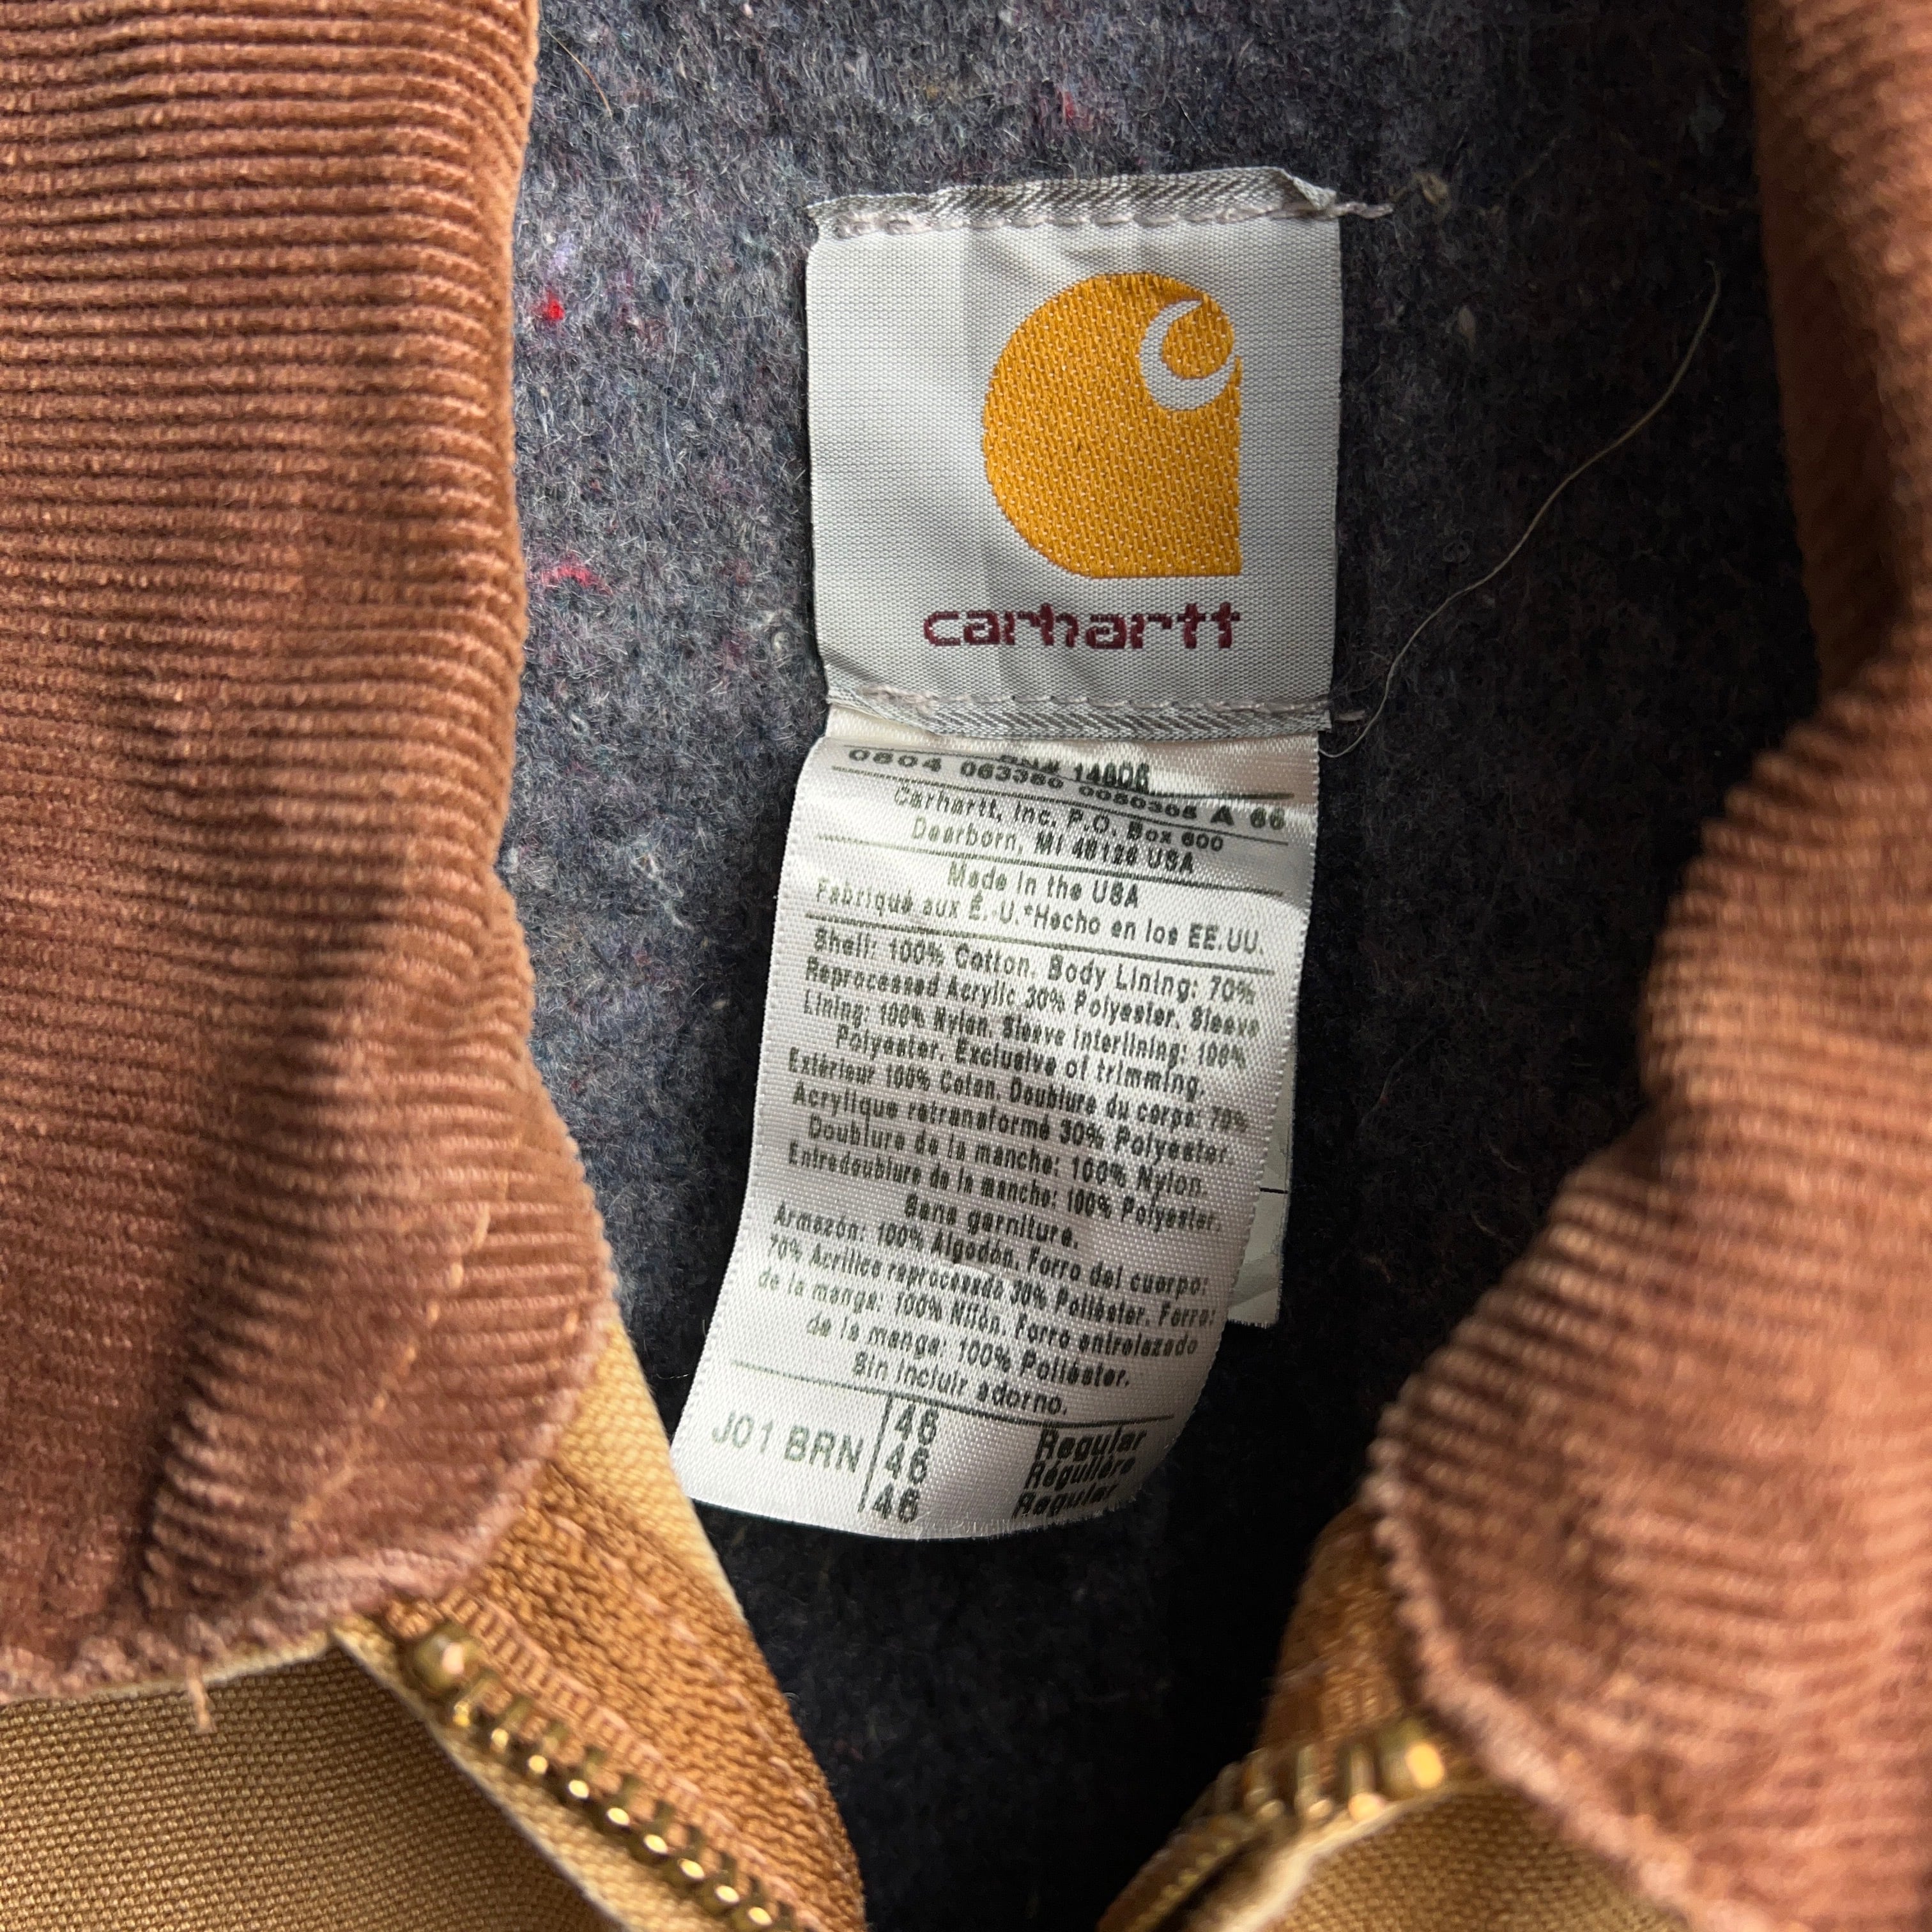 carhartt
RN# 14806
0804 063380 0050305 A 66
Carhartt, Inc. P.O. Box 600
Dearborn, MI 48126 USA
Made in the USA
Fabriqué aux É.-U.*Hecho en los EE.UU.
Shell: 100% Cotton. Body Lining: 70%
Reprocessed Acrylic 30% Polyester. Sleeve
Lining: 100% Nylon. Sleeve Interlining: 100%
Polyester. Exclusive of trimming.
Extérieur 100% Coton. Doublure du corps: 70%
Acrylique retransformé 30% Polyester.
Doublure de la manche: 100% Nylon.
Entredoublure de la manche: 100% Polyester.
Sans garniture.
Armazón: 100% Algodón. Forro del cuerpo:
70% Acrílico reprocesado 30% Poliéster. Forro:
de la manga: 100% Nilón. Forro entrelazado
de la manga: 100% Poliéster.
Sin incluir adorno.
J01 BRN 46 Regular
46 Régulière
46 Regular